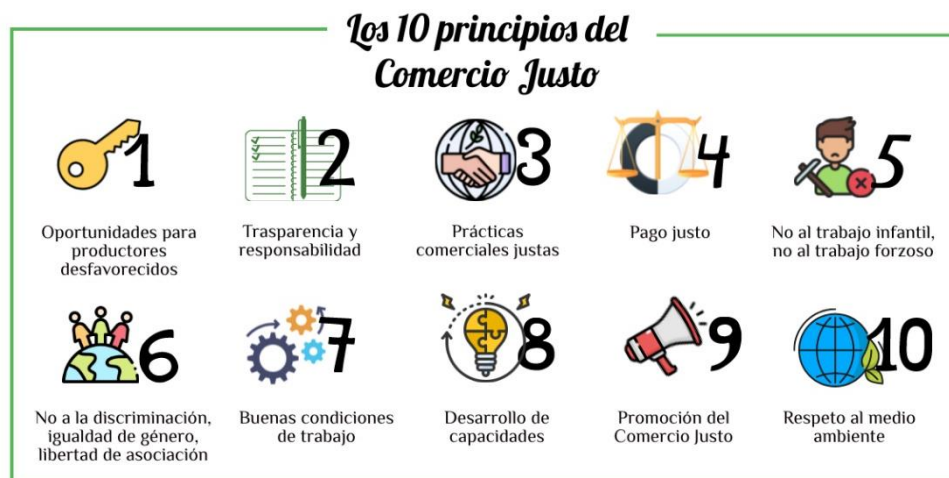 Los 10 principios del
Comercio Justo
1
Oportunidades para
productores
desfavorecidos
2
Trasparencia y
responsabilidad
3
Prácticas
comerciales justas
4
Pago justo
5
No al trabajo infantil,
no al trabajo forzoso
6
No a la discriminación,
igualdad de género,
libertad de asociación
7
Buenas condiciones
de trabajo
8
Desarrollo de
capacidades
9
Promoción del
Comercio Justo
10
Respeto al medio
ambiente